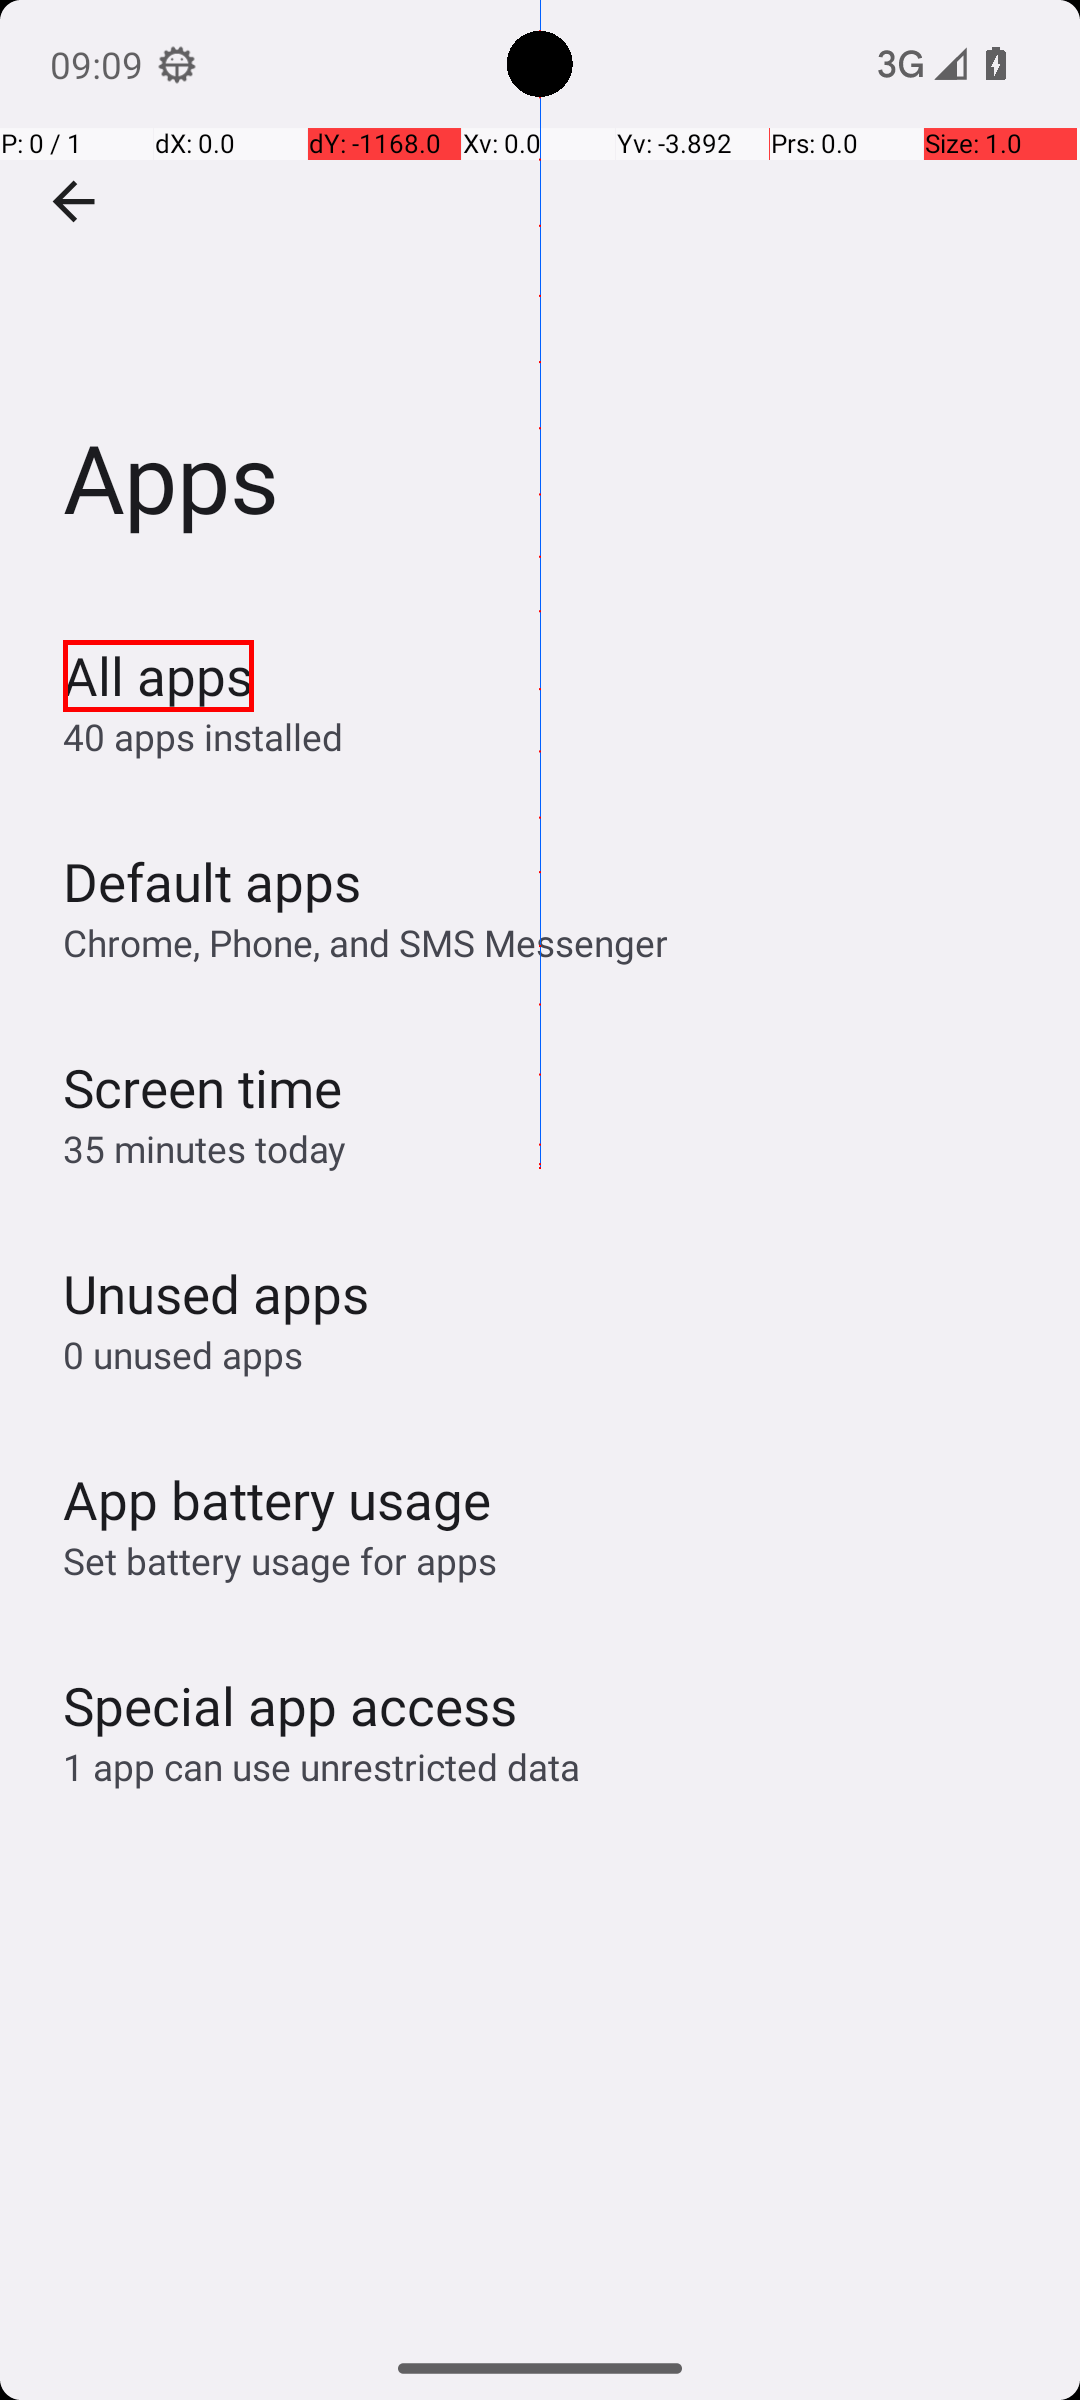 09:09
3G
P: 0 / 1 dX: 0.0 dY: -1168.0 Xv: 0.0 Yv: -3.892 Prs: 0.0 Size: 1.0
Apps
All apps
40 apps installed
Default apps
Chrome, Phone, and SMS Messenger
Screen time
35 minutes today
Unused apps
0 unused apps
App battery usage
Set battery usage for apps
Special app access
1 app can use unrestricted data